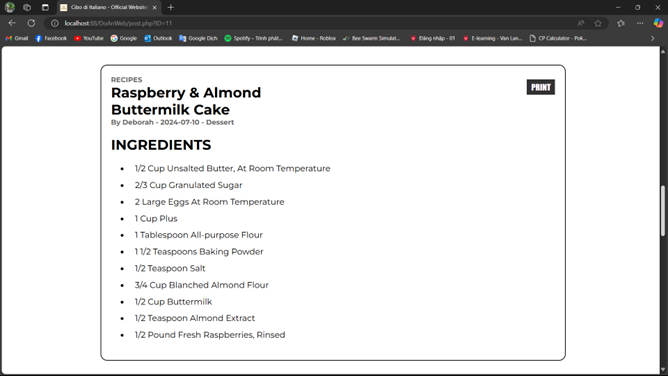 Cibo di Italiano - Official Website
localhost:88/DoAnWeb/post.php?ID=11
Gmail
Facebook
YouTube
Google
Outlook
Google Dịch
Spotify – Trình phát...
Home - Roblox
Bee Swarm Simulat...
Đăng nhập - 01
E-learning - Van Lan...
CP Calculator - Pok...
RECIPES
Raspberry & Almond
Buttermilk Cake
PRINT
By Deborah - 2024-07-10 - Dessert
INGREDIENTS
• 1/2 Cup Unsalted Butter, At Room Temperature
• 2/3 Cup Granulated Sugar
• 2 Large Eggs At Room Temperature
• 1 Cup Plus
• 1 Tablespoon All-purpose Flour
• 1 1/2 Teaspoons Baking Powder
• 1/2 Teaspoon Salt
• 3/4 Cup Blanched Almond Flour
• 1/2 Cup Buttermilk
• 1/2 Teaspoon Almond Extract
• 1/2 Pound Fresh Raspberries, Rinsed